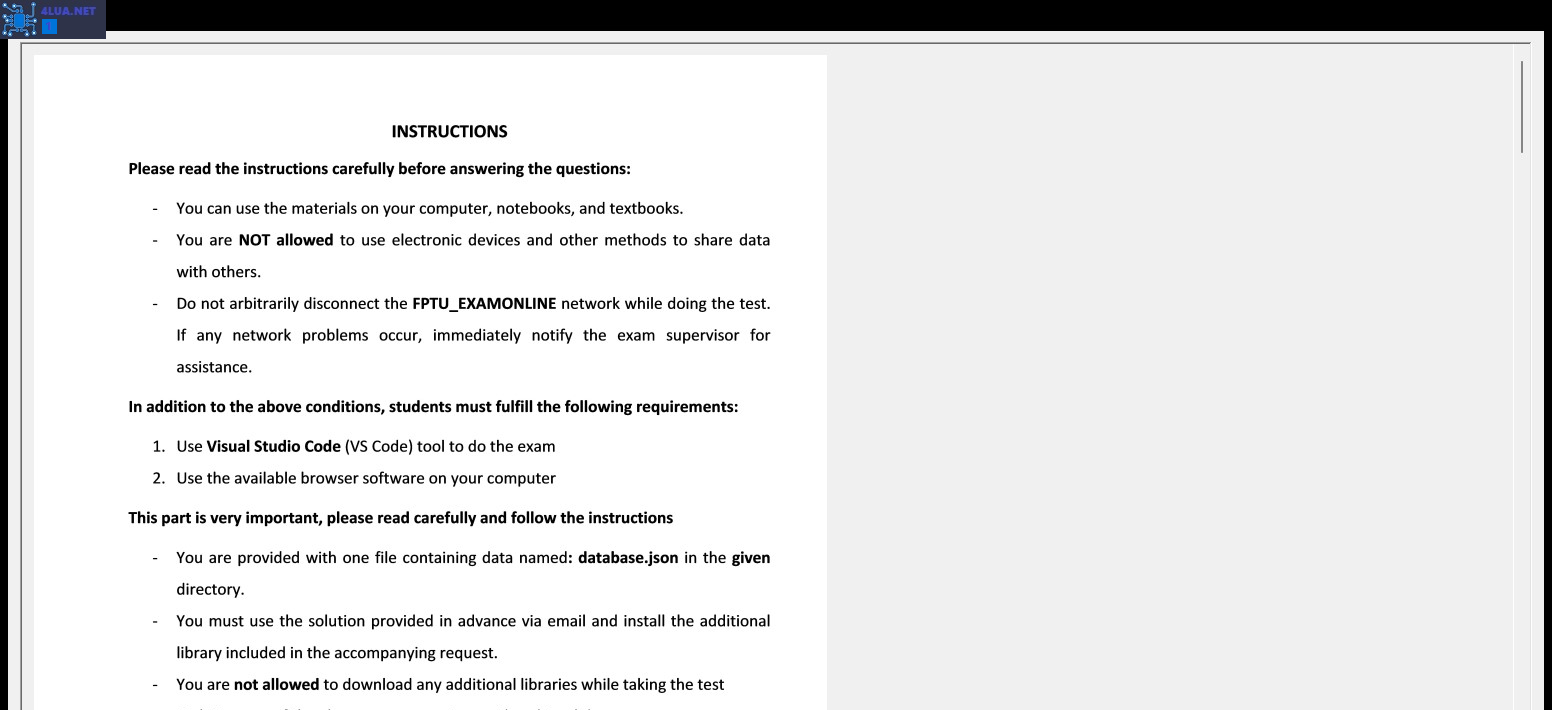 4LUA.NET
INSTRUCTIONS
Please read the instructions carefully before answering the questions:
- You can use the materials on your computer, notebooks, and textbooks.
- You are NOT allowed to use electronic devices and other methods to share data
with others.
- Do not arbitrarily disconnect the FPTU_EXAMONLINE network while doing the test.
If any network problems occur, immediately notify the exam supervisor for
assistance.
In addition to the above conditions, students must fulfill the following requirements:
1. Use Visual Studio Code (VS Code) tool to do the exam
2. Use the available browser software on your computer
This part is very important, please read carefully and follow the instructions
- You are provided with one file containing data named: database.json in the given
directory.
- You must use the solution provided in advance via email and install the additional
library included in the accompanying request.
- You are not allowed to download any additional libraries while taking the test